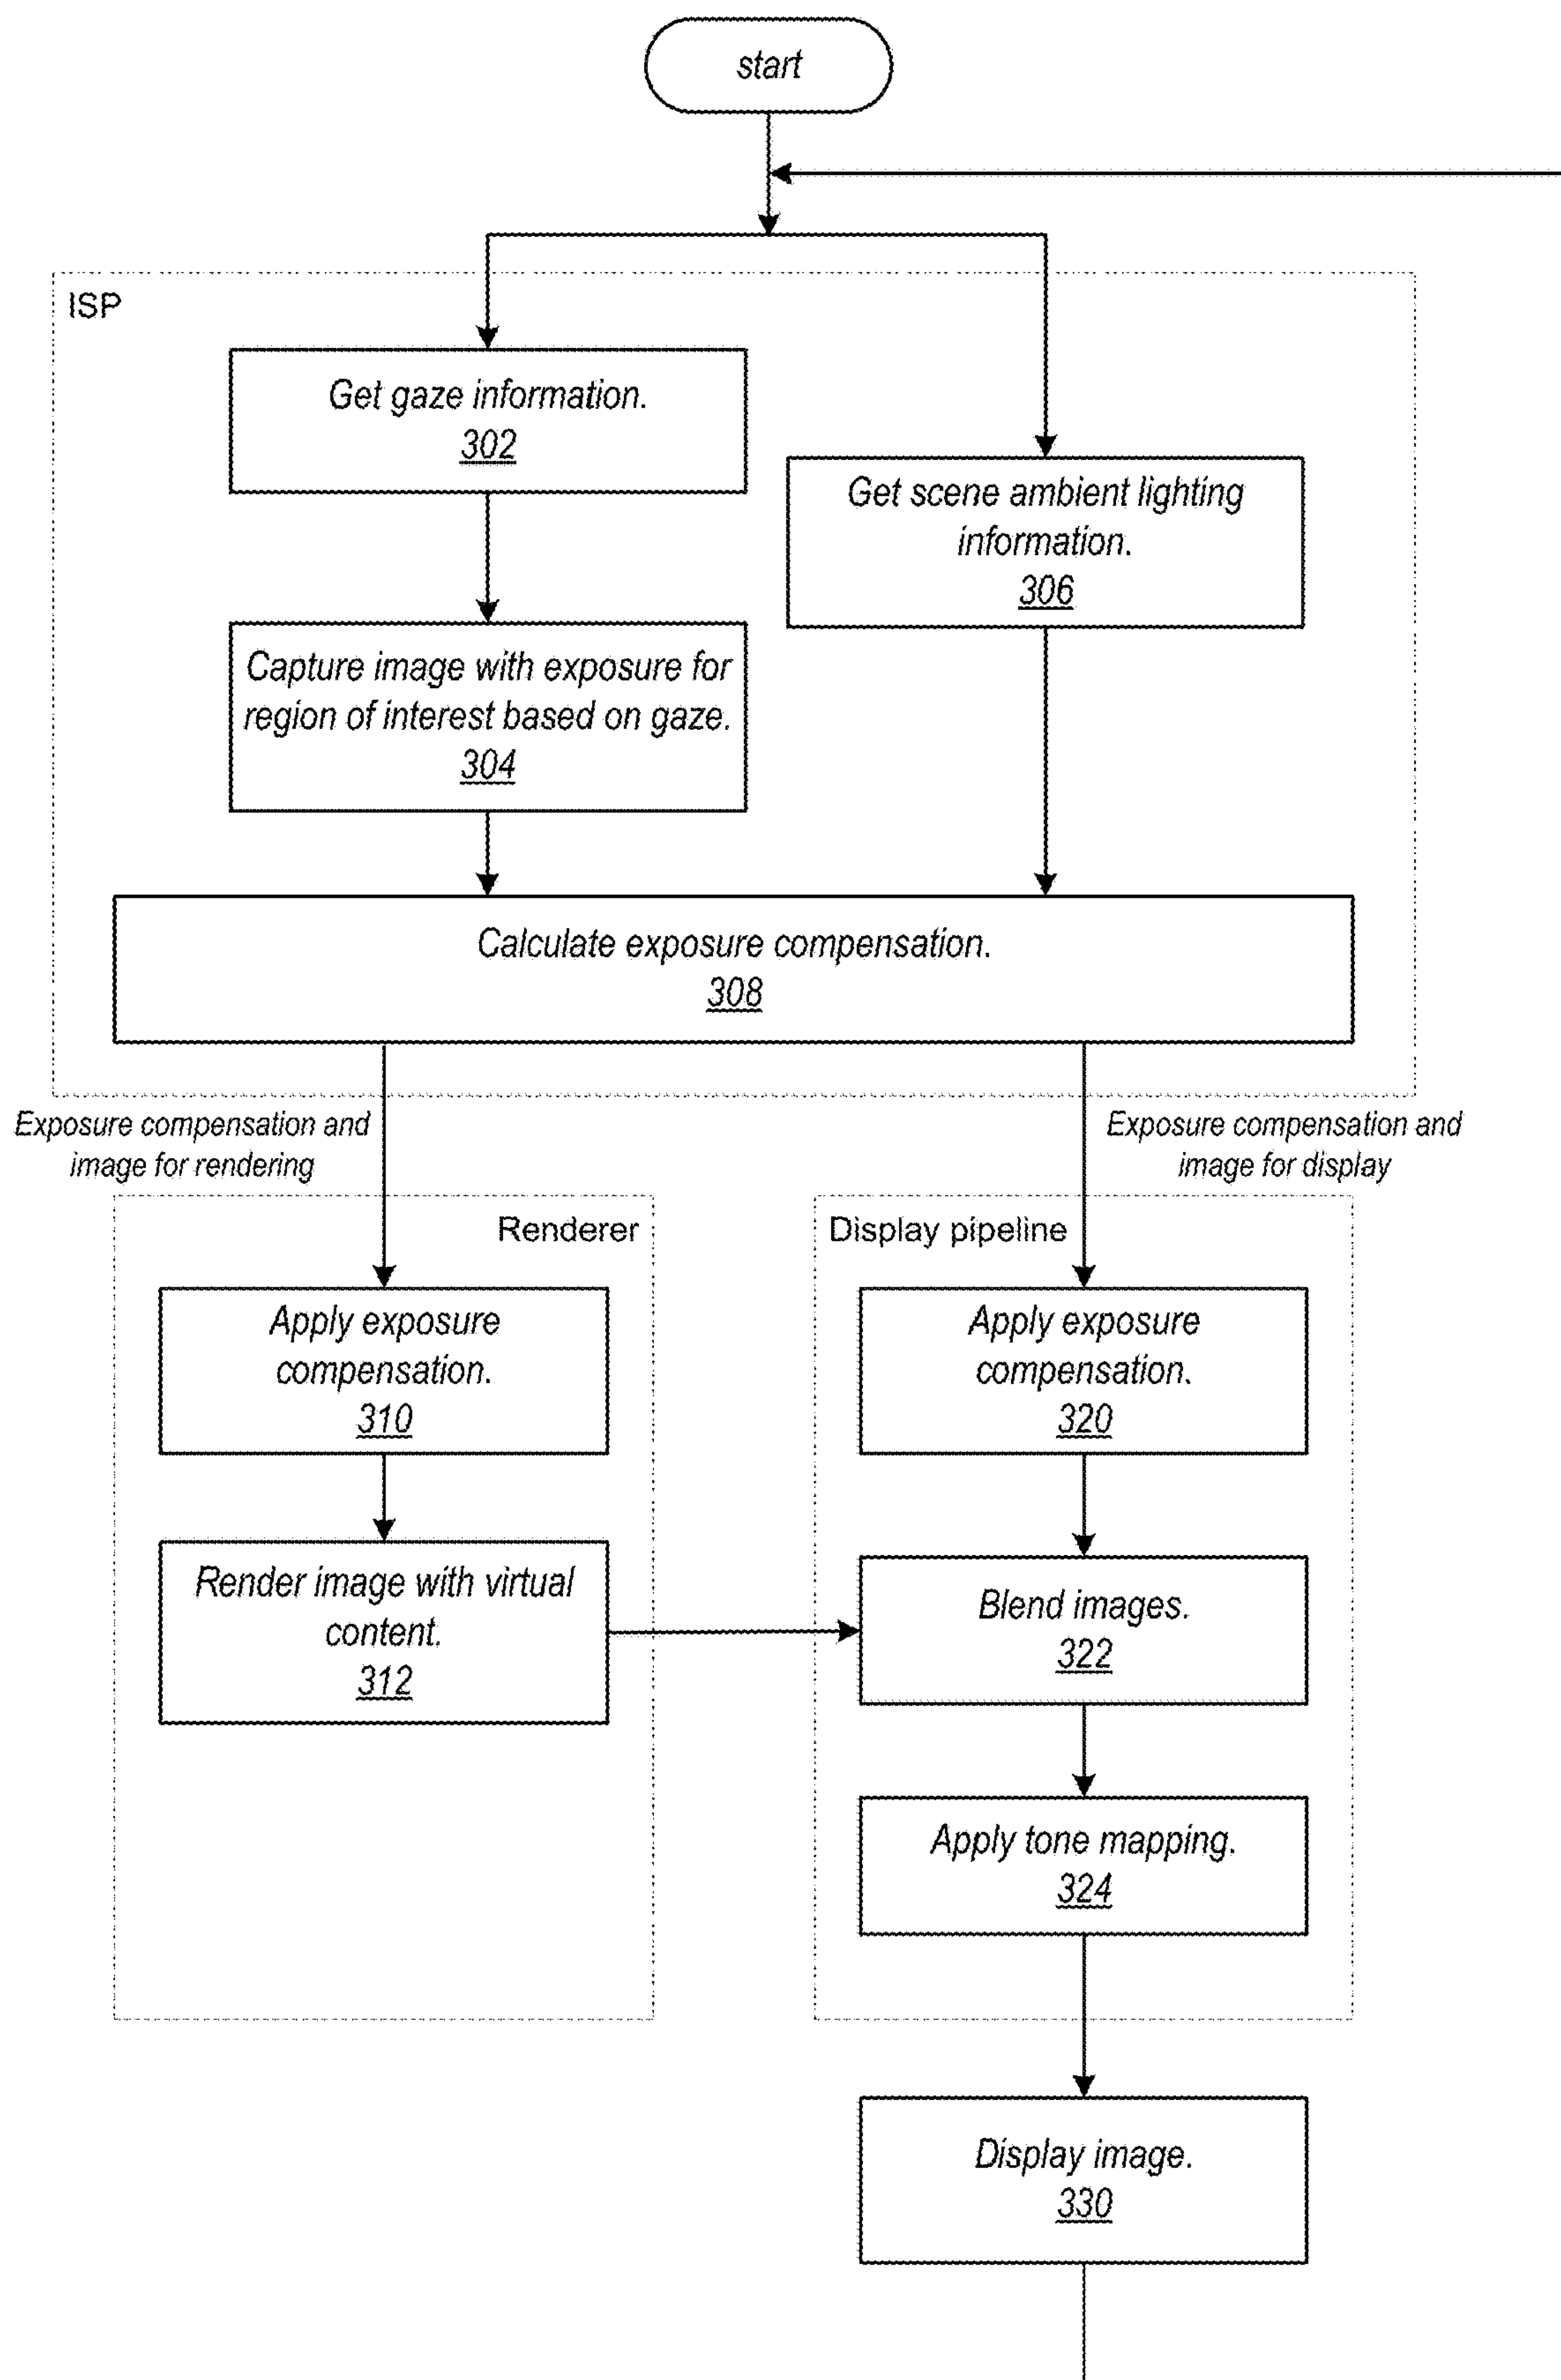 start
ISP
Get gaze information.
302
Get scene ambient lighting
information.
306
Capture image with exposure for
region of interest based on gaze.
304
Calculate exposure compensation.
308
Exposure compensation and
image for rendering
Exposure compensation and
image for display
Renderer
Display pipeline
Apply exposure
compensation.
310
Apply exposure
compensation.
320
Render image with virtual
content.
312
Blend images.
322
Apply tone mapping.
324
Display image.
330